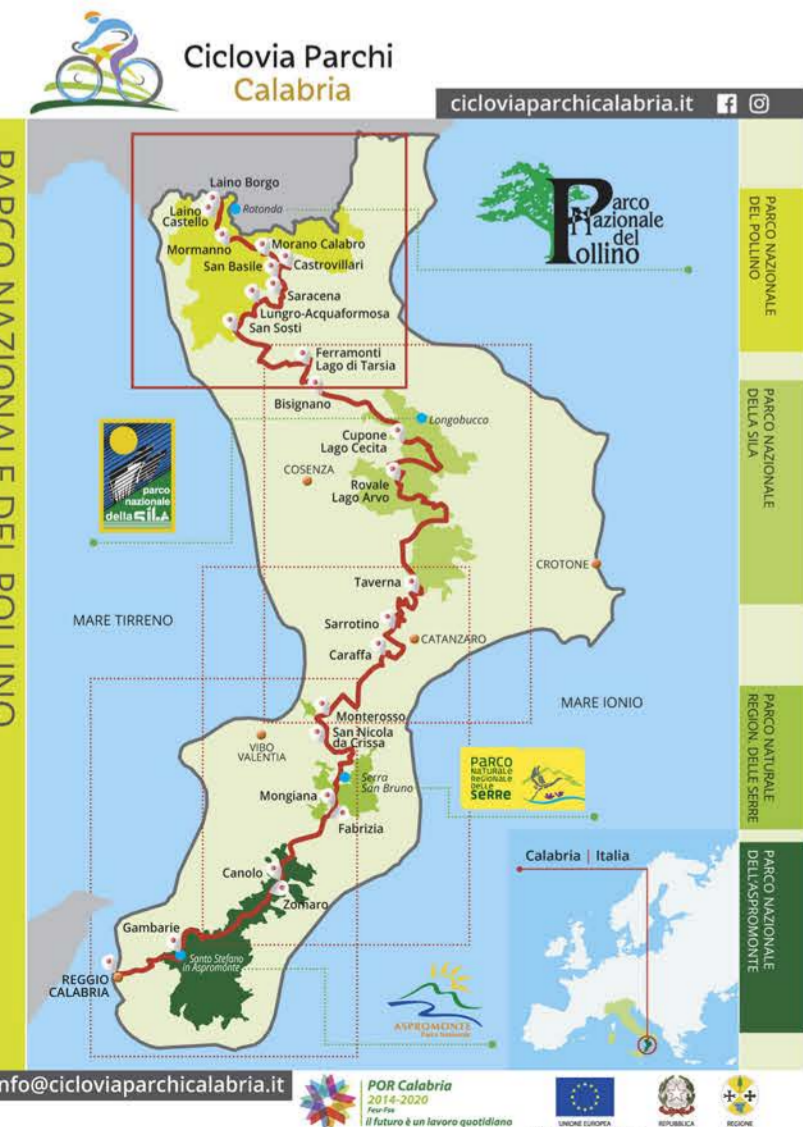 Ciclovia Parchi
Calabria
cicloviaparchicalabria.it
PARCO NAZIONALE DEL POLLINO
Laino Borgo
Laino
Castello
Rotonda
Mormanno
Morano Calabro
San Basile
Castrovillari
Saracena
Lungro-Acquaformosa
San Sosti
Ferramonti
Lago di Tarsia
Bisignano
Longobucco
Cupone
Lago Cecita
COSENZA
Rovale
Lago Arvo
CROTONE
Taverna
MARE TIRRENO
Sarrotino
CATANZARO
Caraffa
MARE IONIO
Monterosso
San Nicola
da Crissa
VIBO
VALENTIA
Serra
San Bruno
Mongiana
Fabrizia
Canolo
Zomaro
Gambarie
Santo Stefano
in Aspromonte
REGGIO
CALABRIA
Parco
Nazionale
del
Pollino
parco
nazionale
della SILA
PARCO
NATURALE
REGIONALE
DELLE
SERRE
ASPROMONTE
Parco Nazionale
Calabria | Italia
PARCO NAZIONALE
DEL POLLINO
PARCO NAZIONALE
DELLA SILA
PARCO NATURALE
REGION. DELLE SERRE
PARCO NAZIONALE
DELL'ASPROMONTE
nfo@cicloviaparchicalabria.it
POR Calabria
2014-2020
Fesr-Fse
il futuro è un lavoro quotidiano
UNIONE EUROPEA
REPUBBLICA
REGIONE